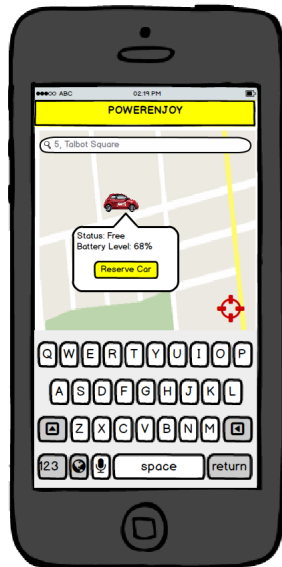 ABC 02:19 PM
POWERENJOY
5, Talbot Square
Status: Free
Battery Level: 68%
Reserve Car
Q W E R T Y U I O P
A S D F G H J K L
Z X C V B N M
123 space return